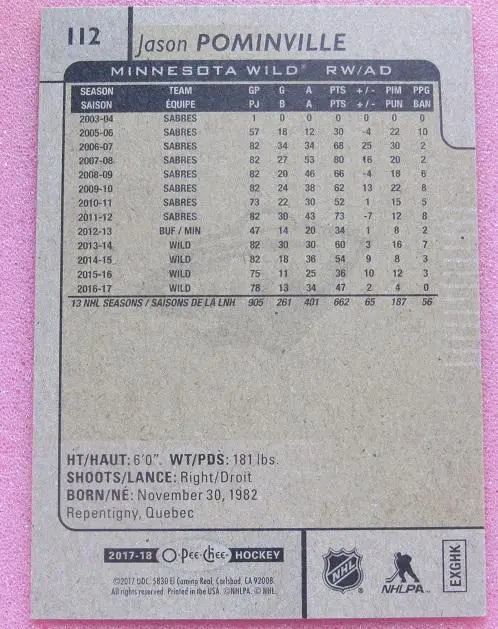 112 Jason POMINVILLE
MINNESOTA WILD® RW/AD
SEASON TEAM GP G A PTS +/- PIM PPG
SAISON ÉQUIPE PJ B A PTS +/- PUN BAN
2003-04 SABRES 1 0 0 0 0 0 0
2005-06 SABRES 57 18 12 30 -4 22 10
2006-07 SABRES 82 34 34 68 25 30 2
2007-08 SABRES 82 27 53 80 16 20 2
2008-09 SABRES 82 20 46 66 -4 18 6
2009-10 SABRES 82 24 38 62 13 22 8
2010-11 SABRES 73 22 30 52 1 15 5
2011-12 SABRES 82 30 43 73 -7 12 8
2012-13 BUF / MIN 47 14 20 34 1 8 2
2013-14 WILD 82 30 30 60 3 16 7
2014-15 WILD 82 18 36 54 9 8 3
2015-16 WILD 75 11 25 36 10 12 3
2016-17 WILD 78 13 34 47 2 4 0
13 NHL SEASONS / SAISONS DE LA LNH 905 261 401 662 65 187 56
HT/HAUT: 6'0". WT/PDS: 181 lbs.
SHOOTS/LANCE: Right/Droit
BORN/NÉ: November 30, 1982
Repentigny, Quebec
2017-18 O-Pee-Chee HOCKEY
©2017 UDC. 5830 El Camino Real, Carlsbad, CA 92008.
All rights reserved. Printed in the USA. ©NHLPA. © NHL.
NHL
NHLPA
EXGHK